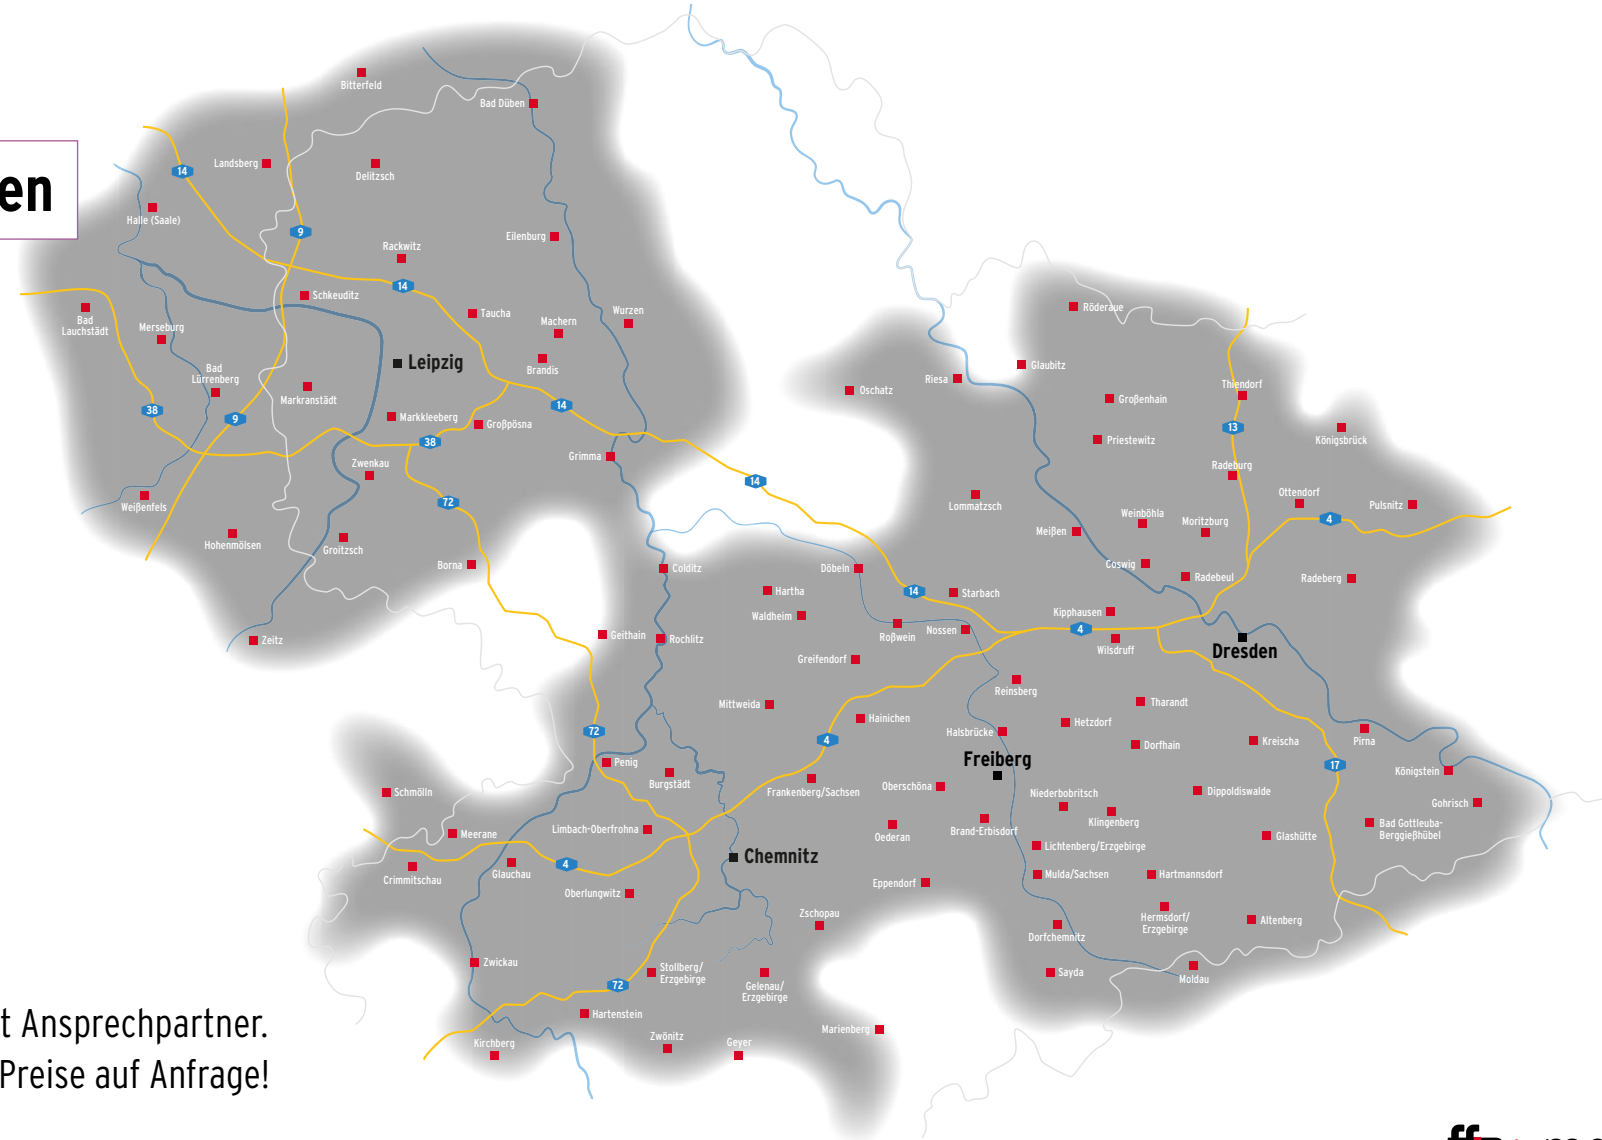 en
Bitterfeld
Bad Düben
14
Landsberg
Delitzsch
Halle (Saale)
9
Eilenburg
Rackwitz
14
Schkeuditz
Röderaue
Bad
Lauchstädt
Merseburg
Taucha
Machern
Wurzen
Leipzig
Brandis
Glaubitz
Bad
Lürrenberg
Markranstädt
Oschatz
Riesa
Thiendorf
Großenhain
38
9
Markkleeberg
Großpösna
14
13
38
Priestewitz
Königsbrück
Grimma
Zwenkau
14
Radeburg
Weißenfels
72
Lommatzsch
Ottendorf
Pulsnitz
Weinböhla
Moritzburg
4
Hohenmölsen
Groitzsch
Meißen
Borna
Colditz
Döbeln
Coswig
Radebeul
Radeberg
Hartha
14
Starbach
Waldheim
Kipphausen
Zeitz
Geithain
Rochlitz
Roßwein
Nossen
4
Wilsdruff
Dresden
Greifendorf
Reinsberg
Mittweida
Hainichen
Tharandt
72
4
Halsbrücke
Hetzdorf
Dorfhain
Kreischa
Pirna
Penig
Burgstädt
Freiberg
17
Königstein
Schmölln
Frankenberg/Sachsen
Oberschöna
Niederbobritsch
Dippoldiswalde
Gohrisch
Meerane
Limbach-Oberfrohna
Oederan
Brand-Erbisdorf
Klingenberg
Glashütte
Bad Gottleuba-
Berggießhübel
Chemnitz
Lichtenberg/Erzgebirge
Crimmitschau
Glauchau
4
Eppendorf
Mulda/Sachsen
Hartmannsdorf
Oberlungwitz
Zschopau
Hermsdorf/
Erzgebirge
Altenberg
Dorfchemnitz
Zwickau
Stollberg/
Erzgebirge
Gelenau/
Erzgebirge
Sayda
Moldau
72
Hartenstein
Marienberg
Kirchberg
Zwönitz
Geyer
t Ansprechpartner.
Preise auf Anfrage!